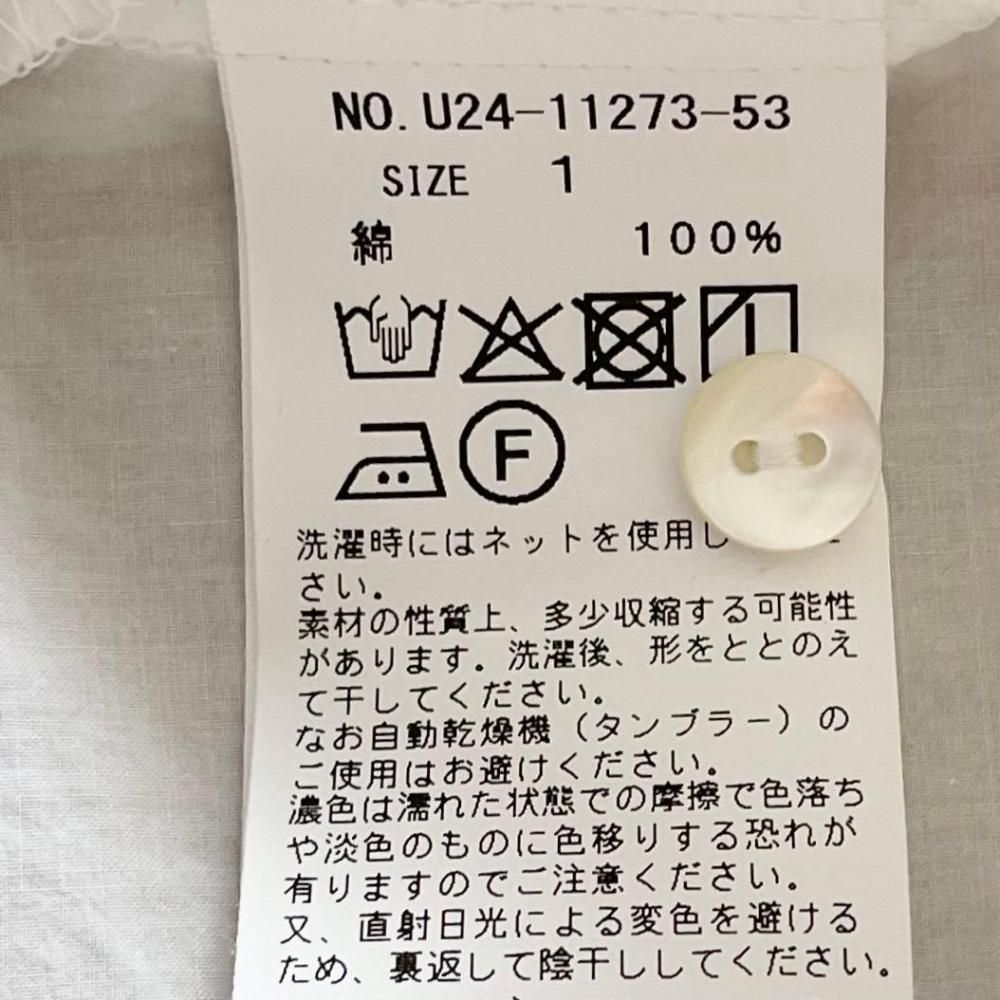 NO. U24-11273-53
SIZE 1
綿 100%
F
洗濯時にはネットを使用し
さい。
素材の性質上、多少収縮する可能性
があります。洗濯後、形をととのえ
て干してください。
なお自動乾燥機（タンブラー）の
ご使用はお避けください。
濃色は濡れた状態での摩擦で色落ち
や淡色のものに色移りする恐れが
有りますのでご注意ください。
又、直射日光による変色を避ける
ため、裏返して陰干ししてください。